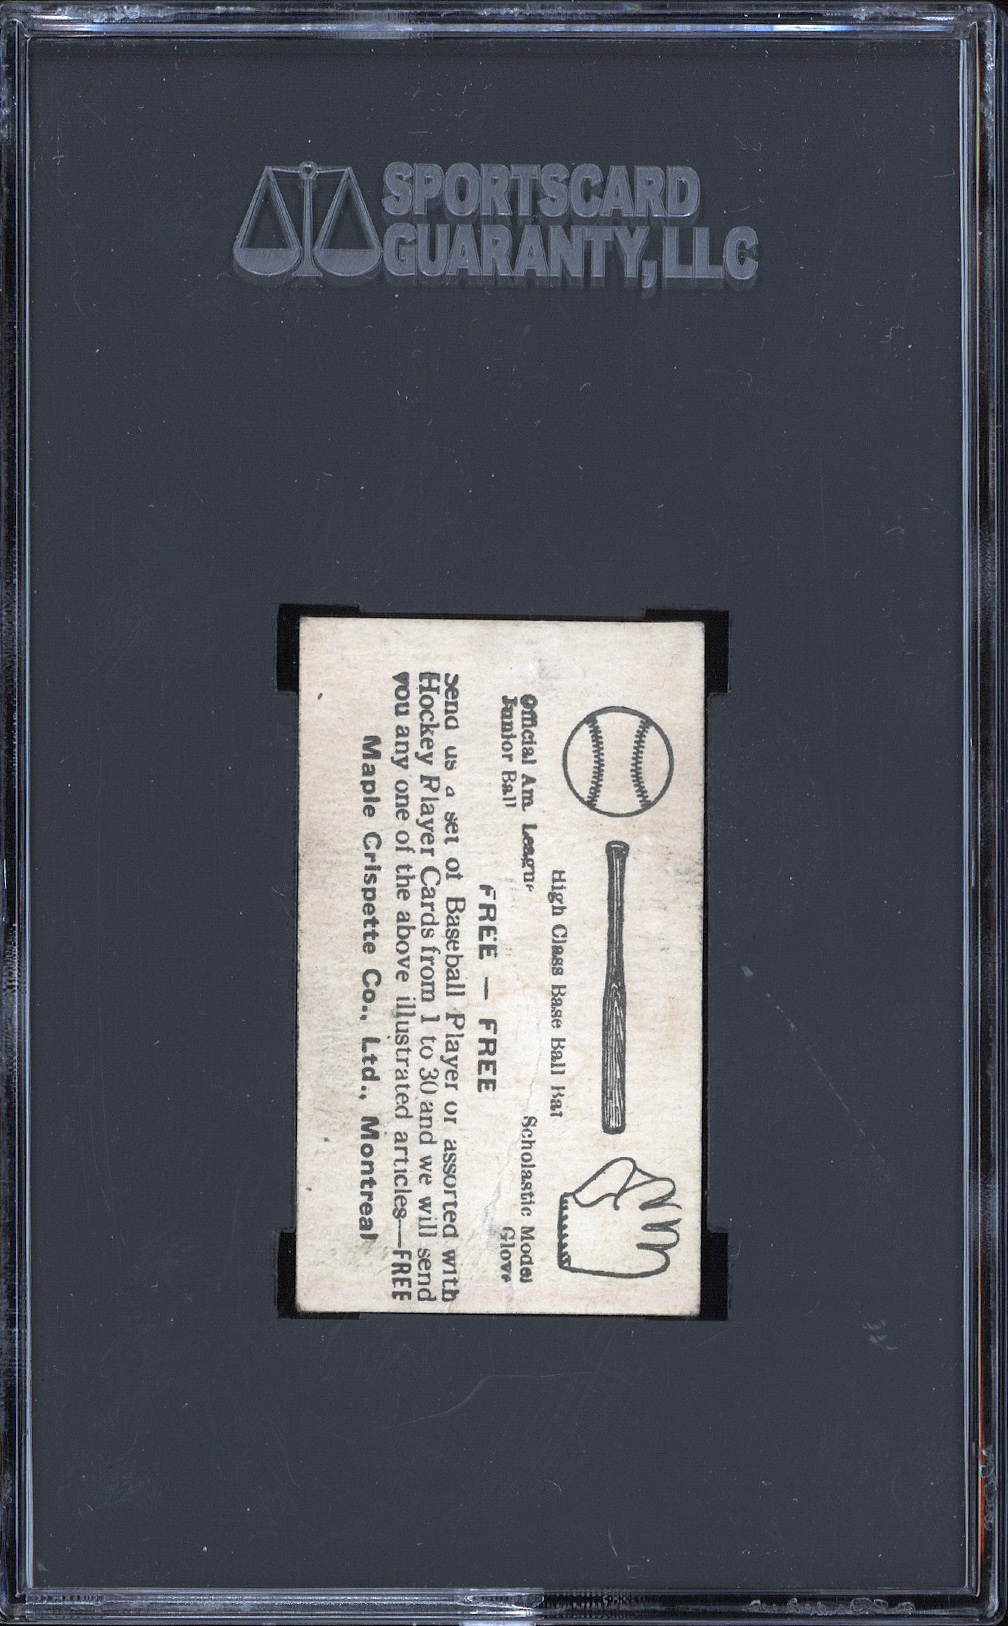 SPORTSCARD
GUARANTY, LLC
High Class Base Ball Bat
Official Am. League
Junior Ball
Scholastic Model
Glove
FREE — FREE
Send us a set of Baseball Player or assorted with
Hockey Player Cards from 1 to 30 and we will send
you any one of the above illustrated articles—FREE
Maple Crispette Co., Ltd., Montreal